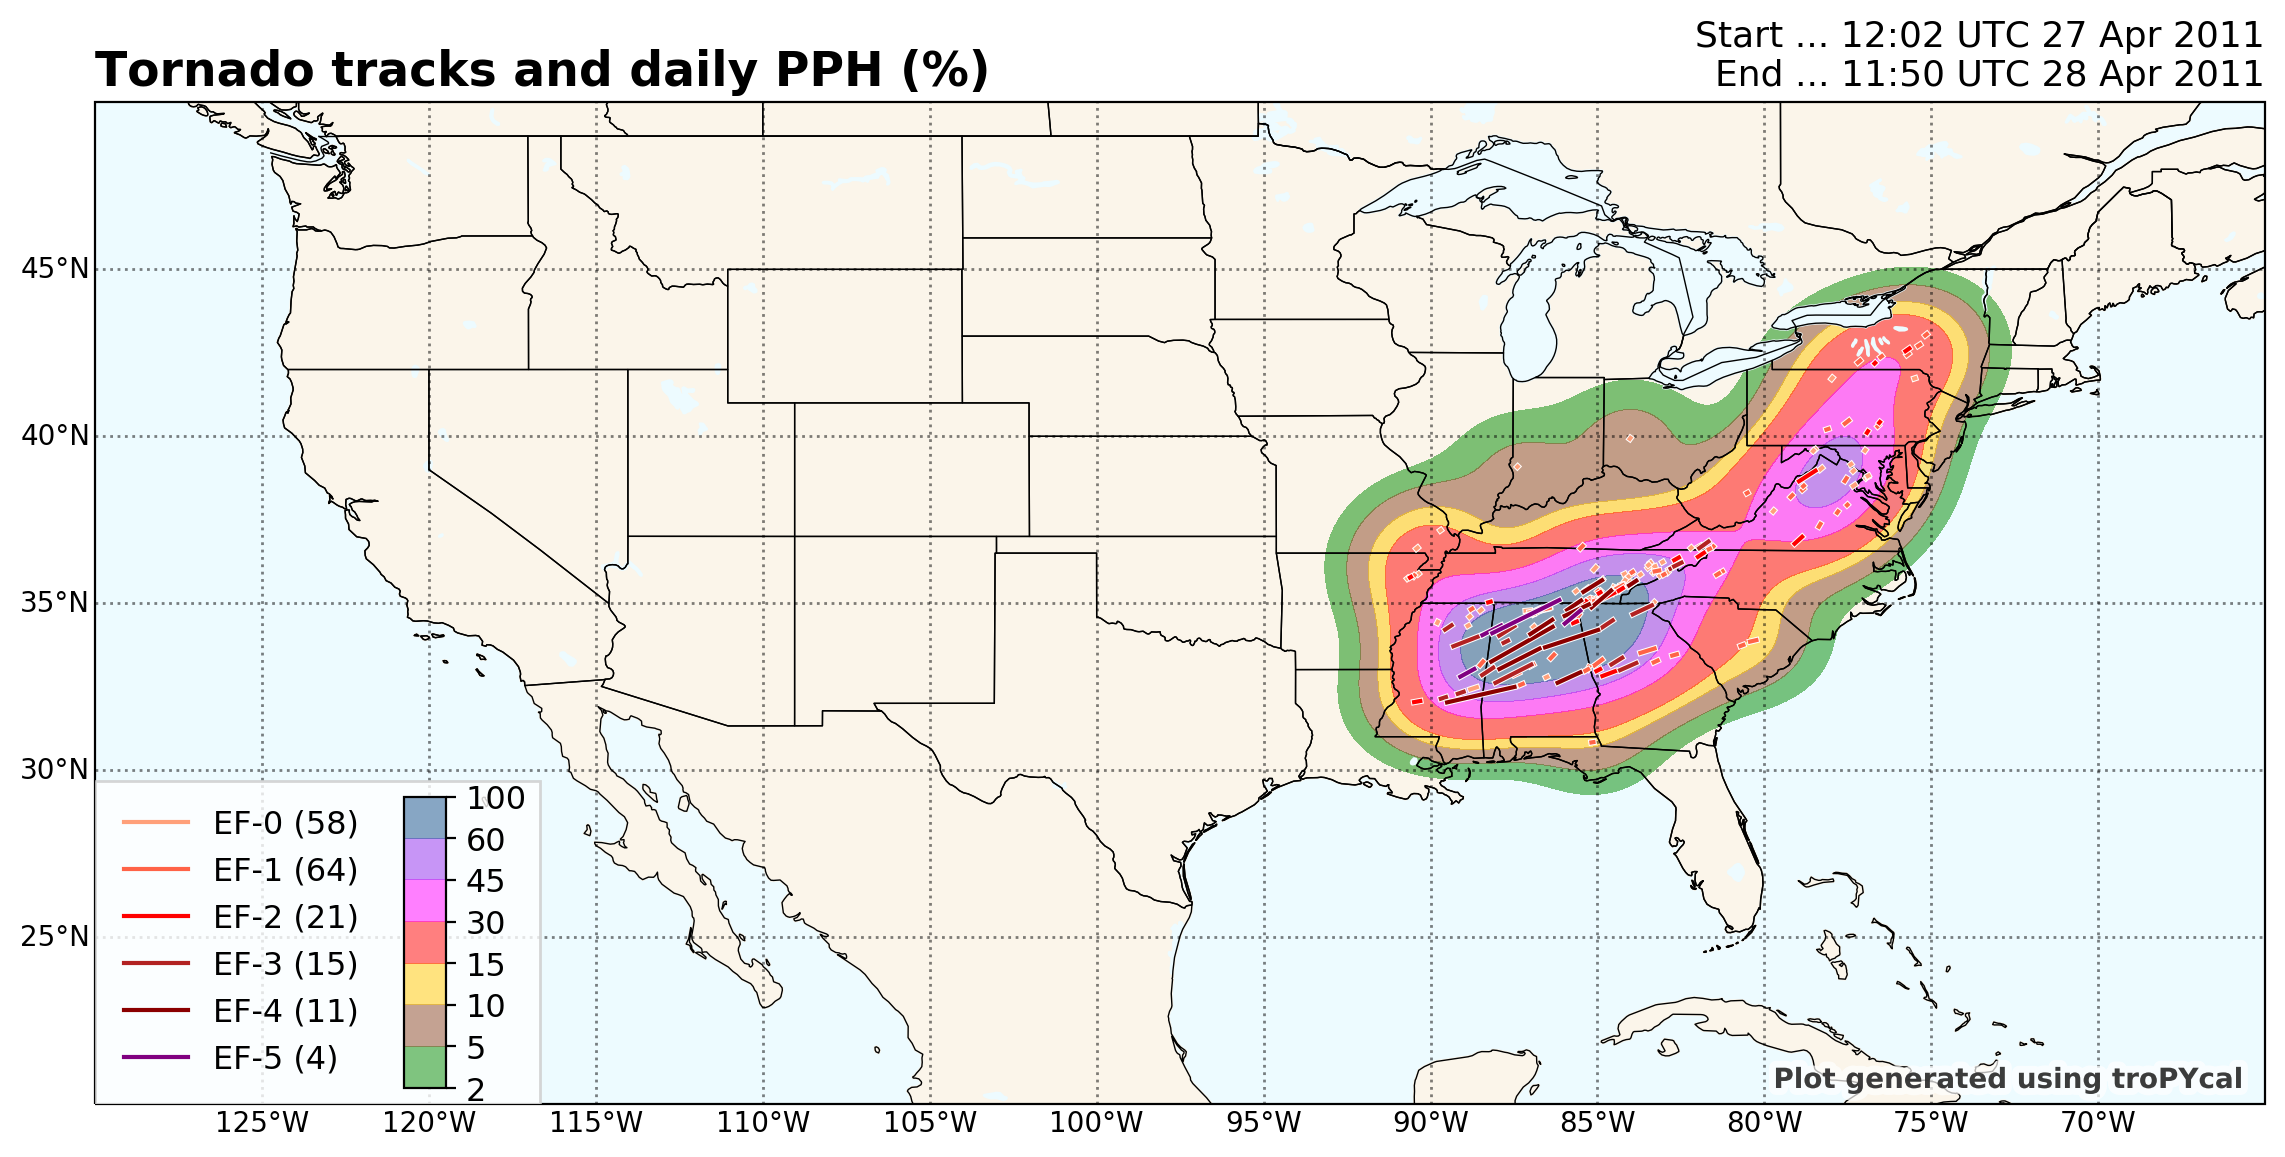 Start ... 12:02 UTC 27 Apr 2011
Tornado tracks and daily PPH (%)
End ... 11:50 UTC 28 Apr 2011
45°N
40°N
35°N
30°N
25°N
EF-0 (58)
EF-1 (64)
EF-2 (21)
EF-3 (15)
EF-4 (11)
EF-5 (4)
100
60
45
30
15
10
5
2
Plot generated using troPYcal
125°W 120°W 115°W 110°W 105°W 100°W 95°W 90°W 85°W 80°W 75°W 70°W